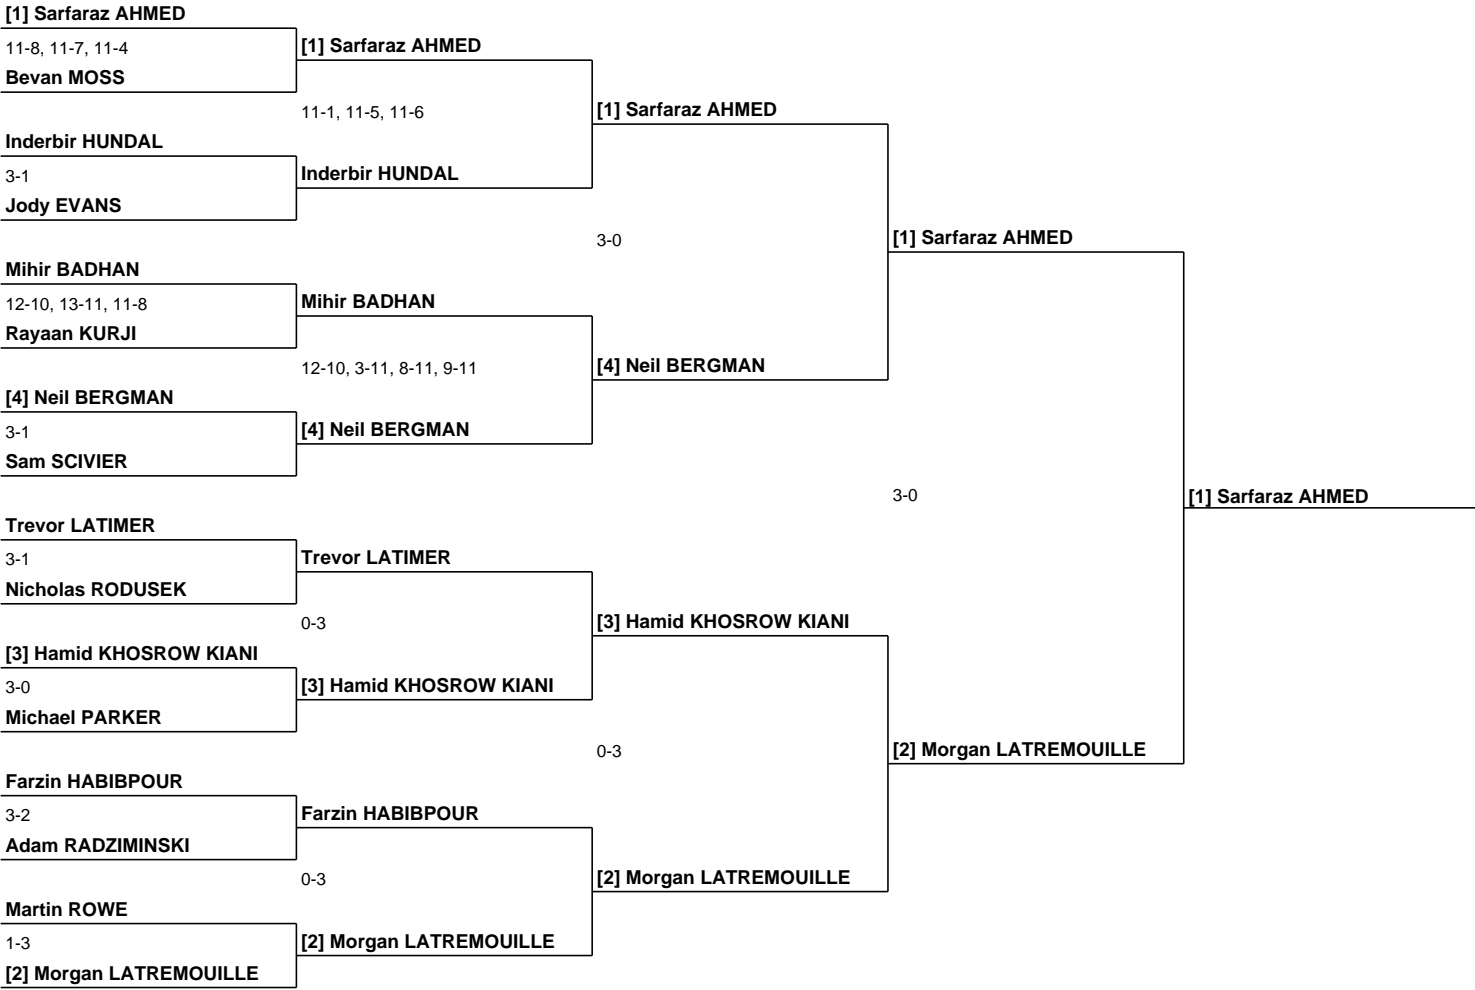 [1] Sarfaraz AHMED
11-8, 11-7, 11-4
Bevan MOSS
Inderbir HUNDAL
3-1
Jody EVANS
Mihir BADHAN
12-10, 13-11, 11-8
Rayaan KURJI
[4] Neil BERGMAN
3-1
Sam SCIVIER
Trevor LATIMER
3-1
Nicholas RODUSEK
[3] Hamid KHOSROW KIANI
3-0
Michael PARKER
Farzin HABIBPOUR
3-2
Adam RADZIMINSKI
Martin ROWE
1-3
[2] Morgan LATREMOUILLE
[1] Sarfaraz AHMED
11-1, 11-5, 11-6
Inderbir HUNDAL
Mihir BADHAN
12-10, 3-11, 8-11, 9-11
[4] Neil BERGMAN
Trevor LATIMER
0-3
[3] Hamid KHOSROW KIANI
Farzin HABIBPOUR
0-3
[2] Morgan LATREMOUILLE
[1] Sarfaraz AHMED
3-0
[4] Neil BERGMAN
[3] Hamid KHOSROW KIANI
0-3
[2] Morgan LATREMOUILLE
[1] Sarfaraz AHMED
3-0
[2] Morgan LATREMOUILLE
[1] Sarfaraz AHMED